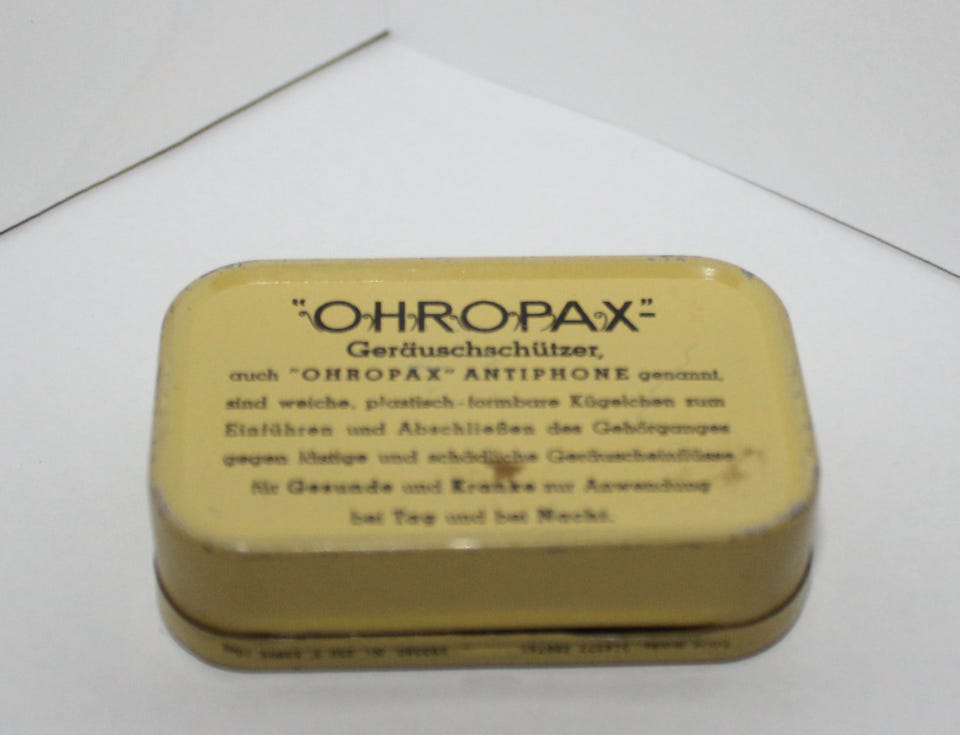 "OHROPAX"-
Geräuschschützer,
auch "OHROPAX" ANTIPHONE genannt,
sind weiche, plastisch-formbare Kügelchen zum
Einführen und Abschließen des Gehörganges
gegen lästige und schädliche Geräuscheinflüsse
für Gesunde und Kranke zur Anwendung
bei Tag und bei Nacht.